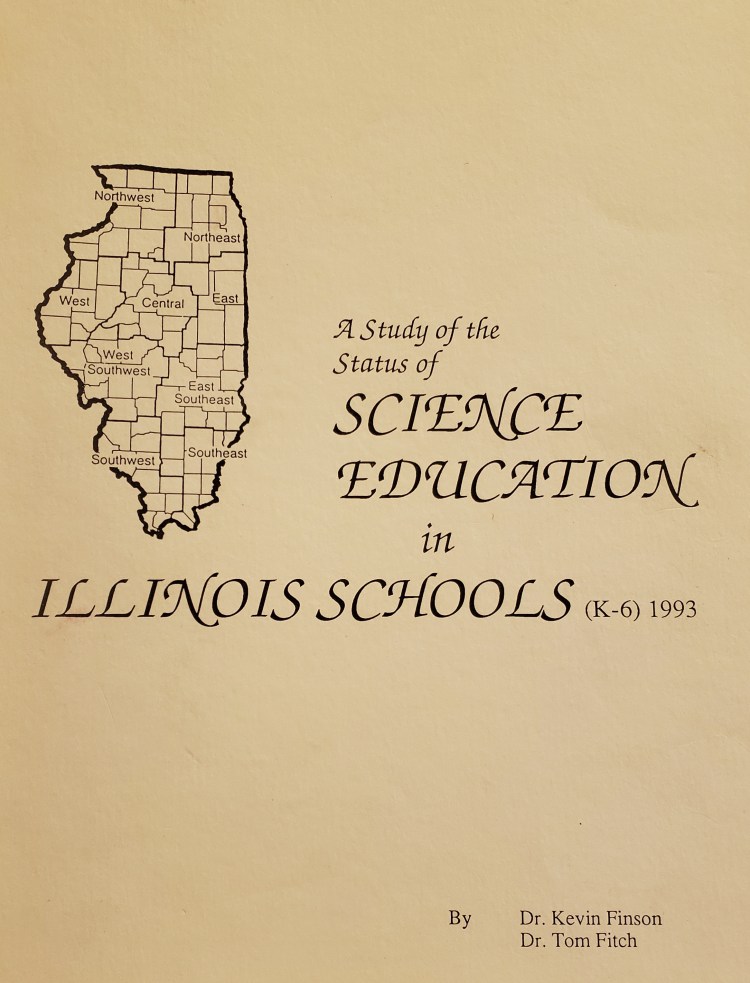 Northwest
Northeast
West
Central
East
West
Southwest
East
Southeast
Southwest
Southeast
A Study of the
Status of
SCIENCE
EDUCATION
in
ILLINOIS SCHOOLS (K-6) 1993
By Dr. Kevin Finson
Dr. Tom Fitch